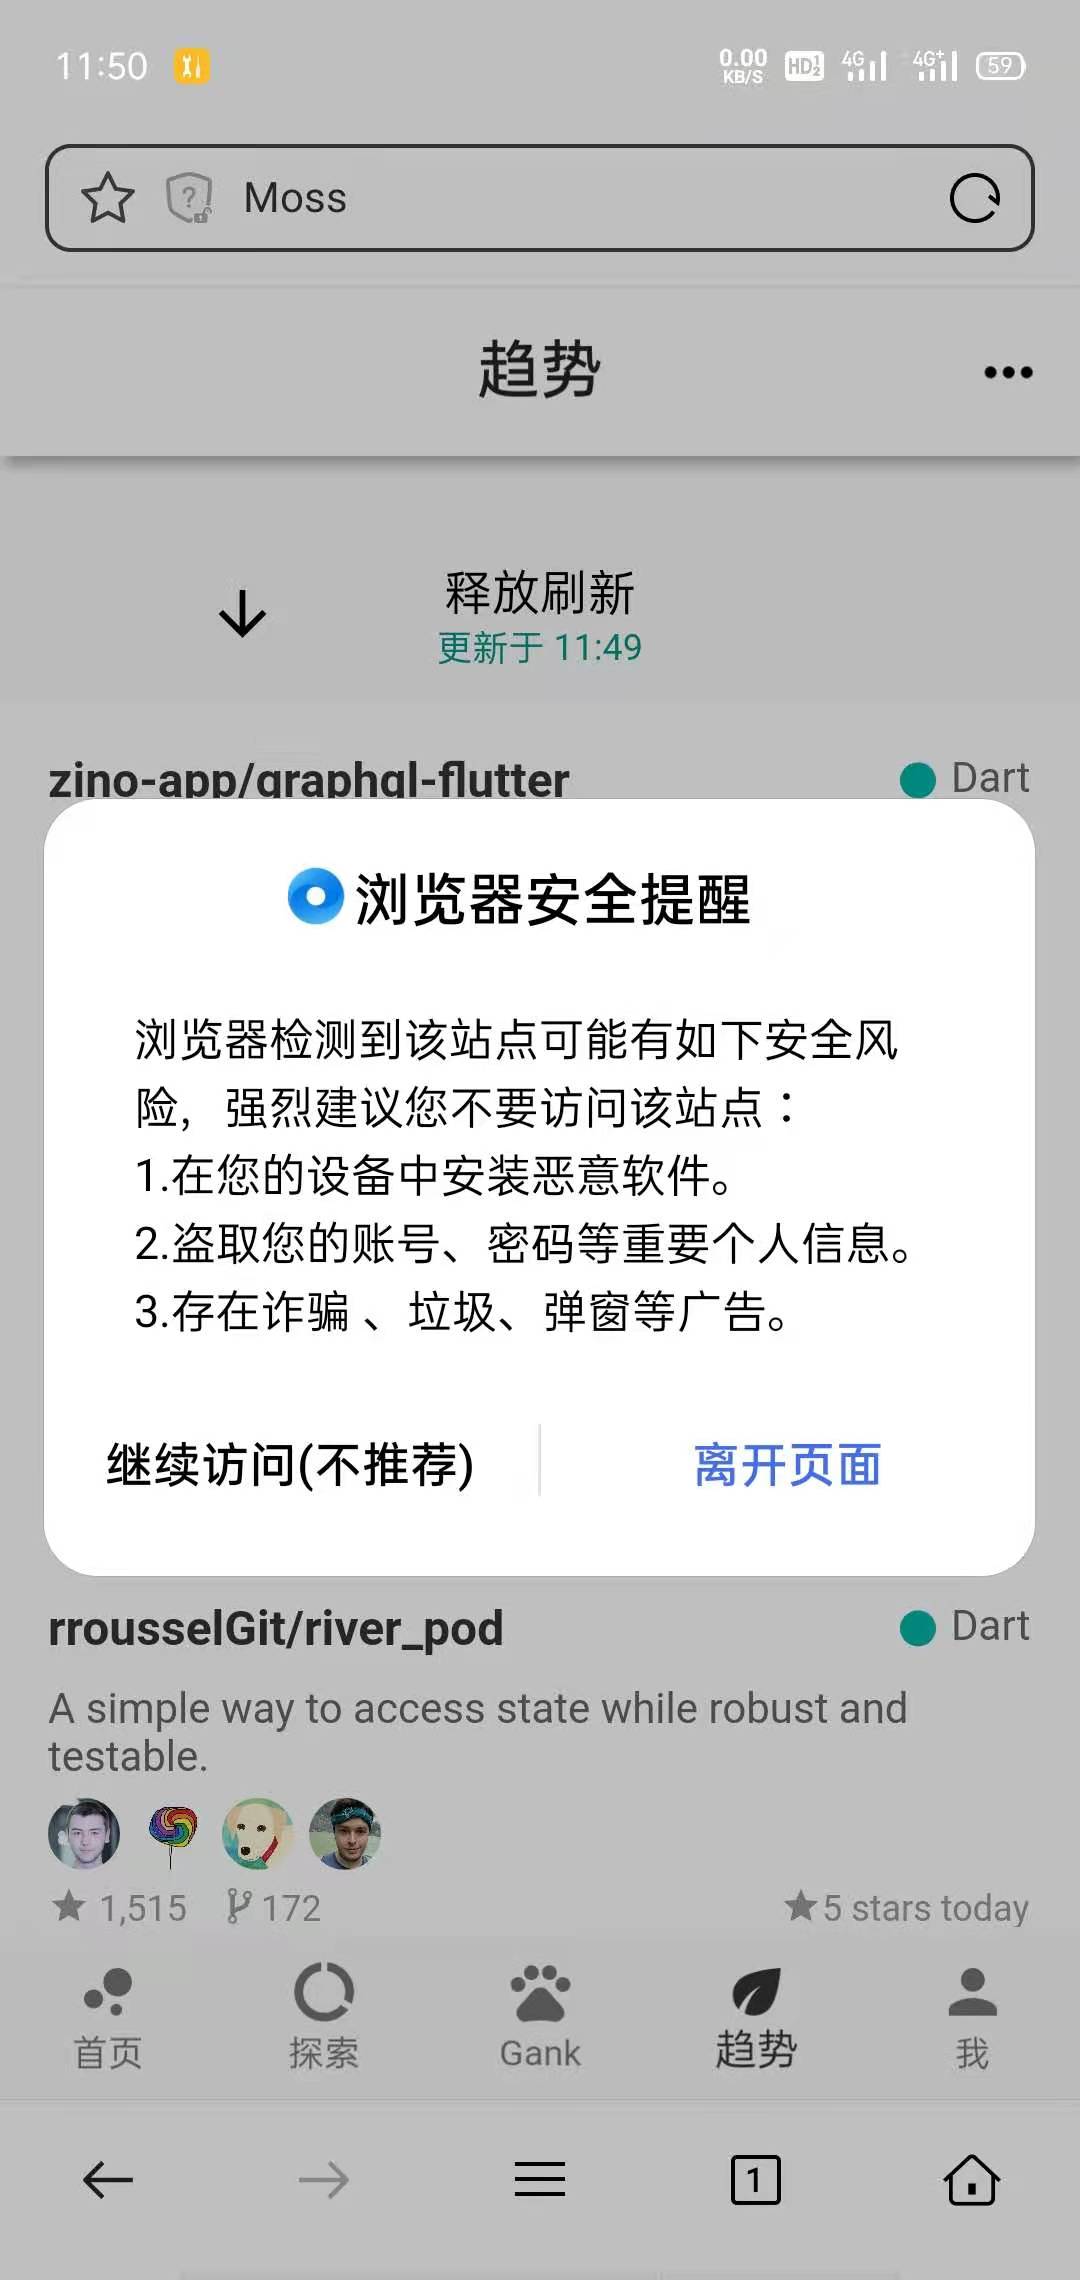 11:50
0.00
KB/S
HD
1
2
4G
4G+
59
Moss
趋势
释放刷新
更新于 11:49
zino-app/graphql-flutter
Dart
浏览器安全提醒
浏览器检测到该站点可能有如下安全风
险，强烈建议您不要访问该站点：
1.在您的设备中安装恶意软件。
2.盗取您的账号、密码等重要个人信息。
3.存在诈骗 、垃圾、弹窗等广告。
继续访问(不推荐)
离开页面
rrousselGit/river_pod
Dart
A simple way to access state while robust and
testable.
1,515
172
5 stars today
首页
探索
Gank
趋势
我
1